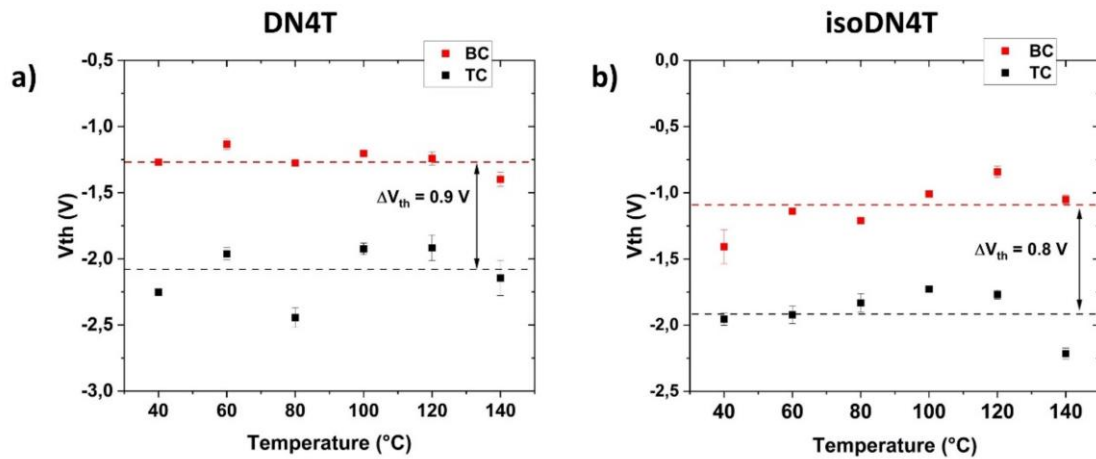 DN4T
a)
BC
TC
-0,5
-1,0
-1,5
-2,0
-2,5
-3,0
Vth (V)
ΔVth = 0.9 V
40 60 80 100 120 140
Temperature (°C)
isoDN4T
b)
BC
TC
0,0
-0,5
-1,0
-1,5
-2,0
-2,5
Vth (V)
ΔVth = 0.8 V
40 60 80 100 120 140
Temperature (°C)